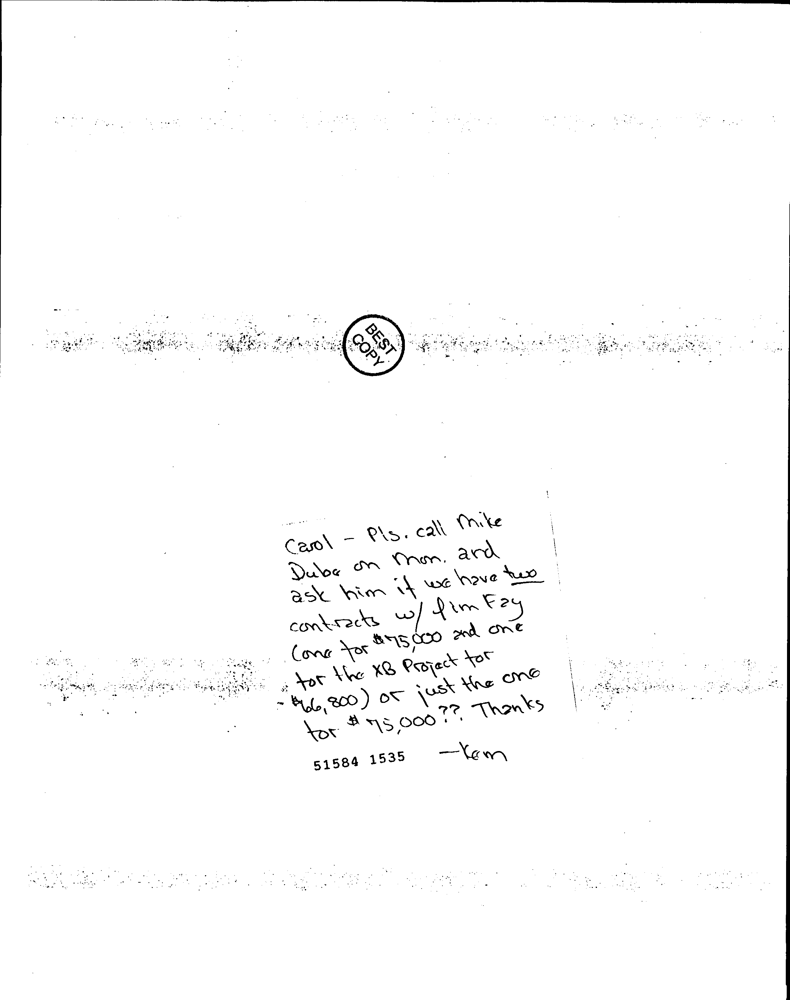 BEST
COPY
Carol - Pls. call Mike
Dube on Mon. and
ask him if we have two
contracts w/ Jim Fay
(one for $75,000 and one
for the XB Project for
$66,800) or just the one
for $75,000?? Thanks
-Kem
51584 1535